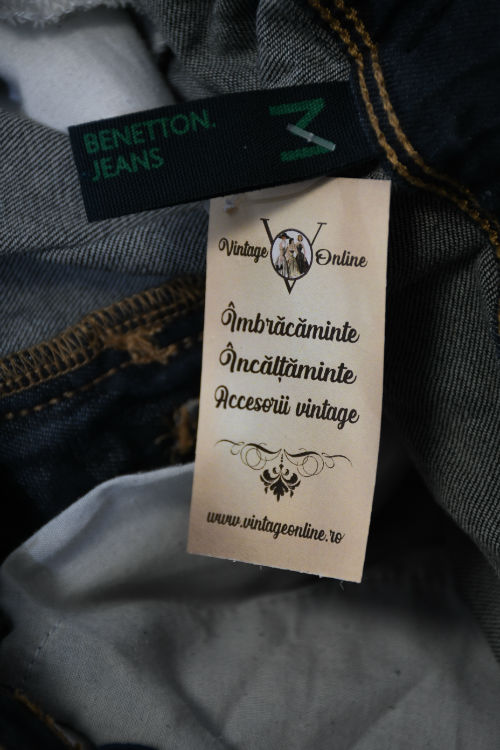 BENETTON.
JEANS
M
Vintage Online
Îmbrăcăminte
Încălțăminte
Accesorii vintage
www.vintageonline.ro